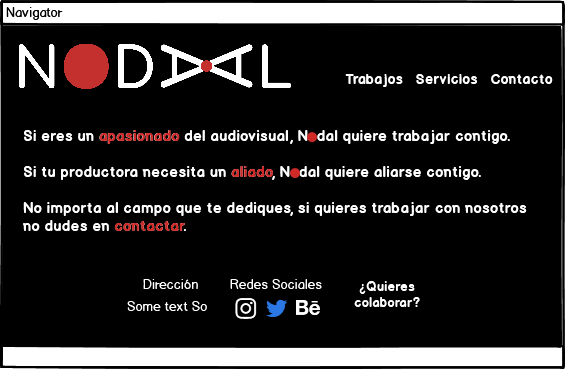 Navigator
NODAAL
Trabajos Servicios Contacto
Si eres un apasionado del audiovisual, Nodal quiere trabajar contigo.
Si tu productora necesita un aliado, Nodal quiere aliarse contigo.
No importa al campo que te dediques, si quieres trabajar con nosotros
no dudes en contactar.
Dirección Redes Sociales ¿Quieres
colaborar?
Some text So Bē